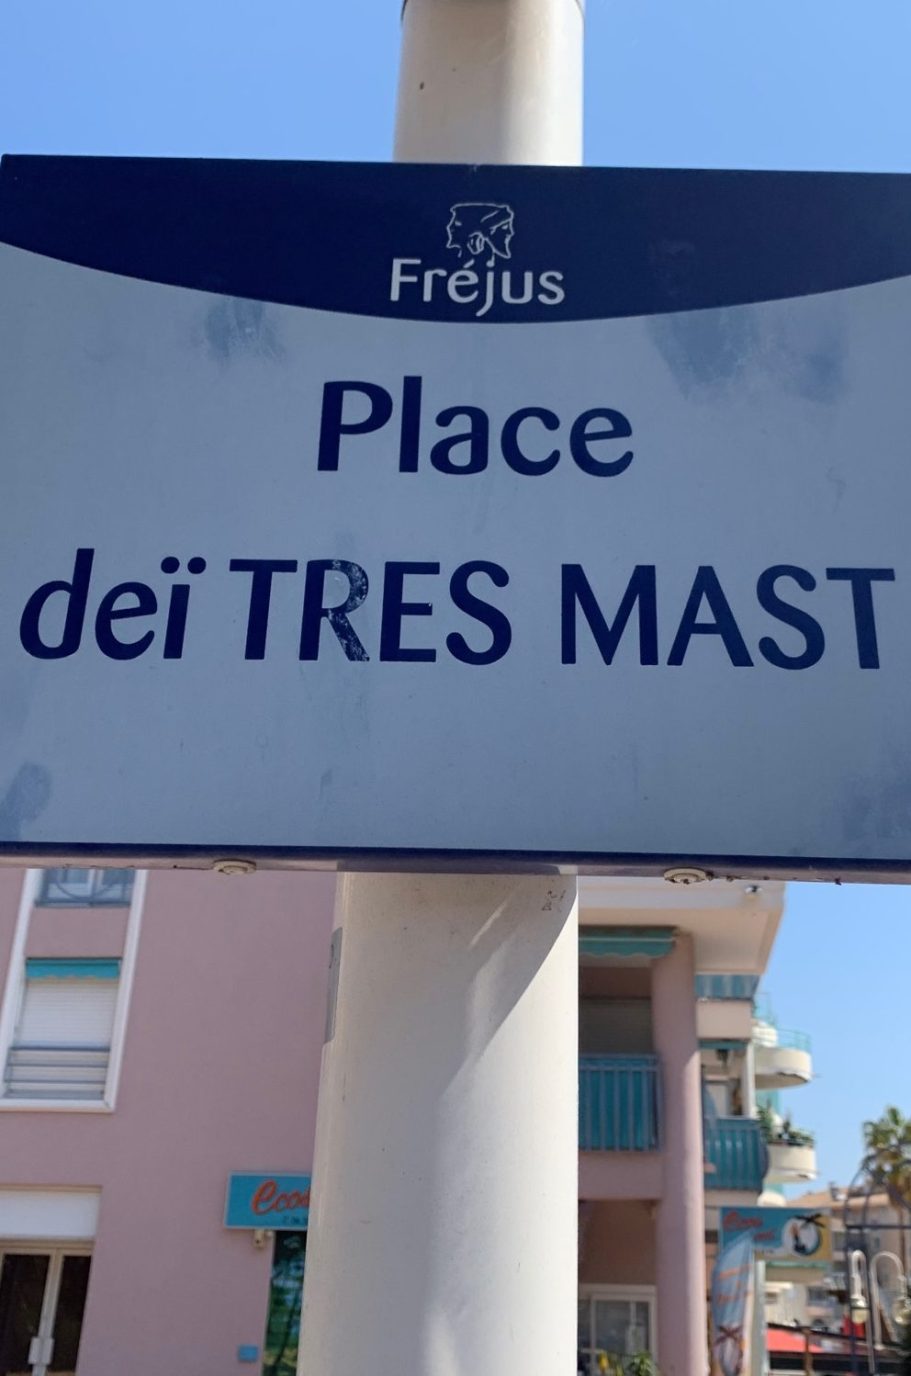 Fréjus
Place
deï TRES MAST